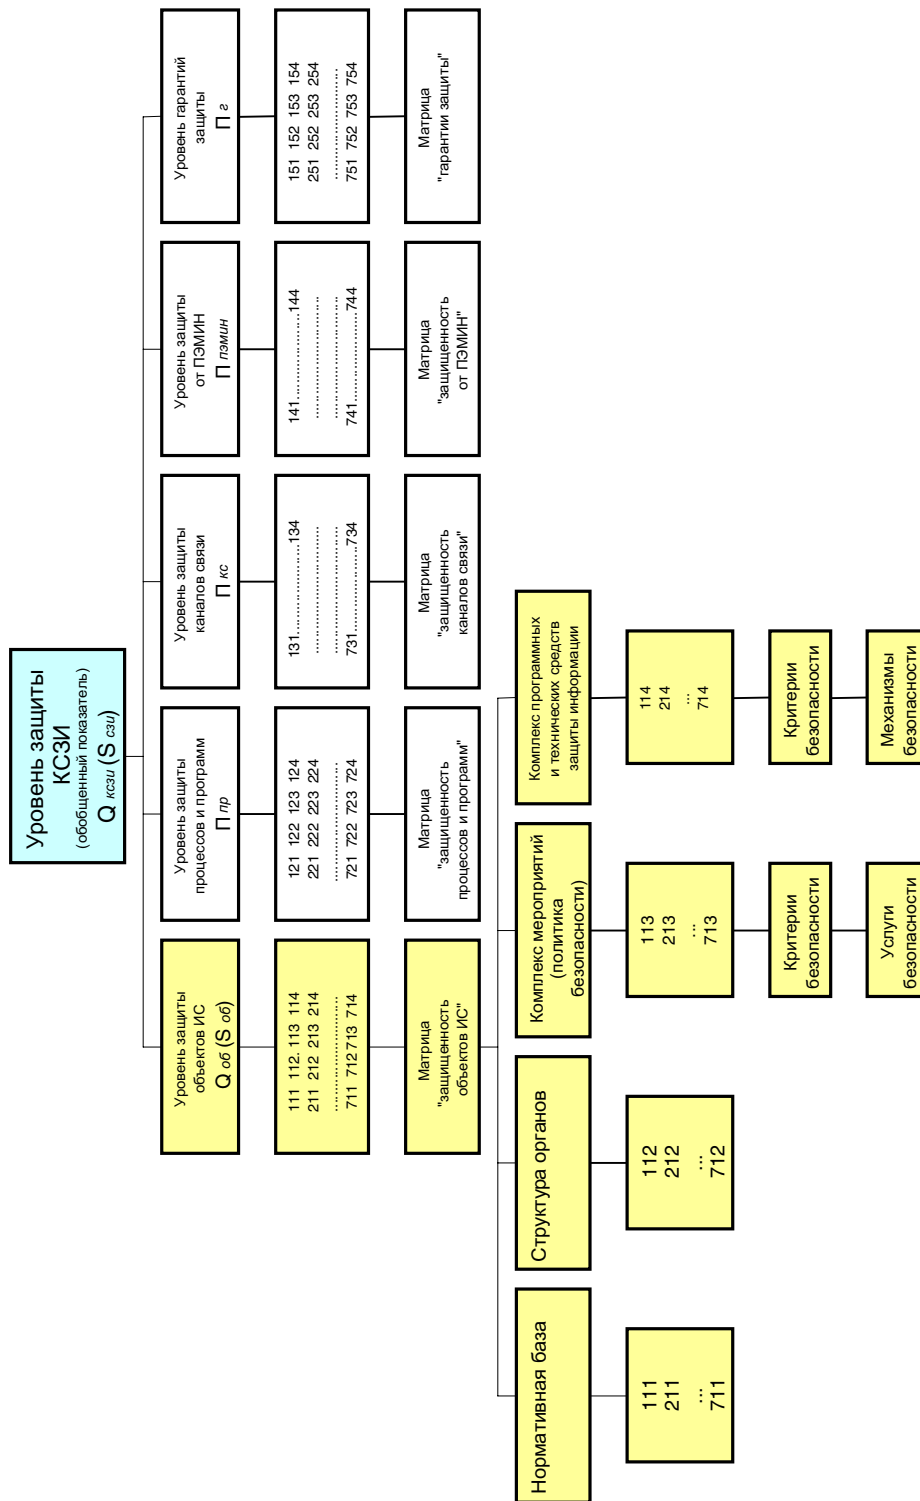 Уровень защиты
КСЗИ
(обобщенный показатель)
Q ксзи (S сзи)
Уровень защиты
объектов ИС
Q об (S об)
Уровень защиты
процессов и программ
П пр
Уровень защиты
каналов связи
П кс
Уровень защиты
от ПЭМИН
П пэмин
Уровень гарантий
защиты
П г
111 112. 113 114
211 212 213 214
........................
711 712 713 714
121 122 123 124
221 222 223 224
........................
721 722 723 724
131.....................134
........................
........................
731.....................734
141.....................144
........................
........................
741.....................744
151 152 153 154
251 252 253 254
........................
751 752 753 754
Матрица
"защищенность
объектов ИС"
Матрица
"защищенность
процессов и программ"
Матрица
"защищенность
каналов связи"
Матрица
"защищенность
от ПЭМИН"
Матрица
"гарантии защиты"
Нормативная база
Структура органов
Комплекс мероприятий
(политика
безопасности)
Комплекс программных
и технических средств
защиты информации
111
211
...
711
112
212
...
712
113
213
...
713
114
214
...
714
Критерии
безопасности
Критерии
безопасности
Услуги
безопасности
Механизмы
безопасности